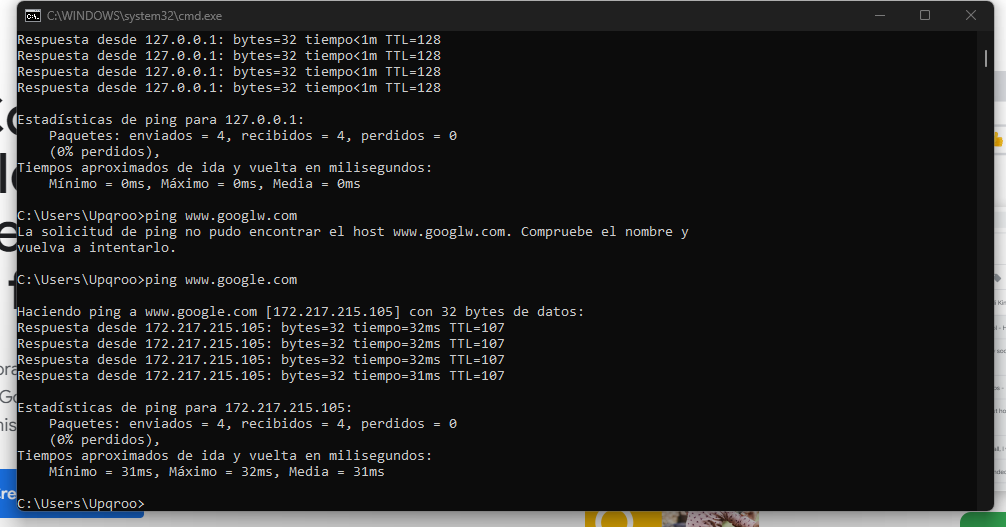 C:\WINDOWS\system32\cmd.exe
Respuesta desde 127.0.0.1: bytes=32 tiempo<1m TTL=128
Respuesta desde 127.0.0.1: bytes=32 tiempo<1m TTL=128
Respuesta desde 127.0.0.1: bytes=32 tiempo<1m TTL=128
Respuesta desde 127.0.0.1: bytes=32 tiempo<1m TTL=128
Estadísticas de ping para 127.0.0.1:
Paquetes: enviados = 4, recibidos = 4, perdidos = 0
(0% perdidos),
Tiempos aproximados de ida y vuelta en milisegundos:
Mínimo = 0ms, Máximo = 0ms, Media = 0ms
C:\Users\Upqroo>ping www.googlw.com
La solicitud de ping no pudo encontrar el host www.googlw.com. Compruebe el nombre y
vuelva a intentarlo.
C:\Users\Upqroo>ping www.google.com
Haciendo ping a www.google.com [172.217.215.105] con 32 bytes de datos:
Respuesta desde 172.217.215.105: bytes=32 tiempo=32ms TTL=107
Respuesta desde 172.217.215.105: bytes=32 tiempo=32ms TTL=107
Respuesta desde 172.217.215.105: bytes=32 tiempo=32ms TTL=107
Respuesta desde 172.217.215.105: bytes=32 tiempo=31ms TTL=107
Estadísticas de ping para 172.217.215.105:
Paquetes: enviados = 4, recibidos = 4, perdidos = 0
(0% perdidos),
Tiempos aproximados de ida y vuelta en milisegundos:
Mínimo = 31ms, Máximo = 32ms, Media = 31ms
C:\Users\Upqroo>